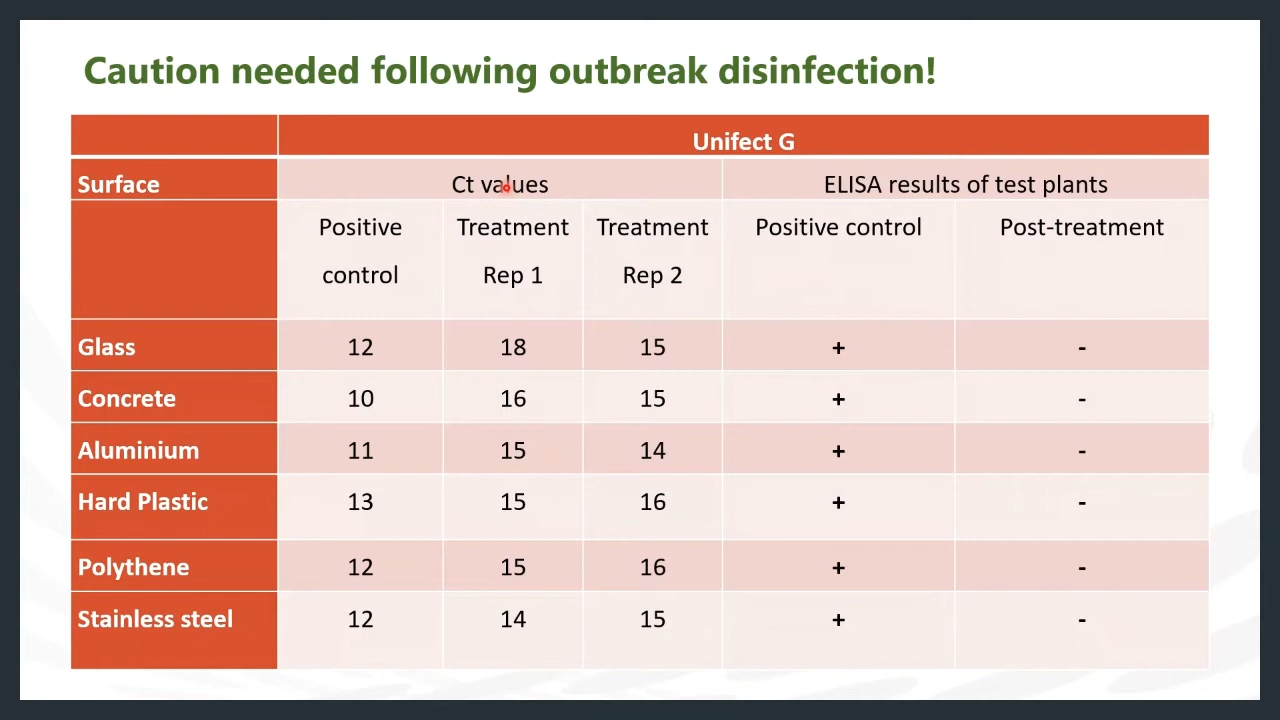 Caution needed following outbreak disinfection!
Unifect G
Surface Ct values ELISA results of test plants
Positive control Treatment Rep 1 Treatment Rep 2 Positive control Post-treatment
Glass 12 18 15 + -
Concrete 10 16 15 + -
Aluminium 11 15 14 + -
Hard Plastic 13 15 16 + -
Polythene 12 15 16 + -
Stainless steel 12 14 15 + -